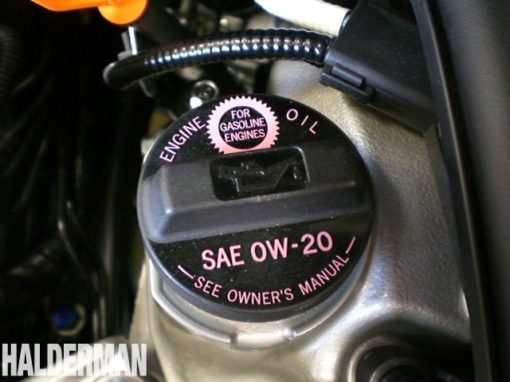 ENGINE OIL
FOR
GASOLINE
ENGINES
SAE 0W-20
SEE OWNER'S MANUAL
HALDERMAN